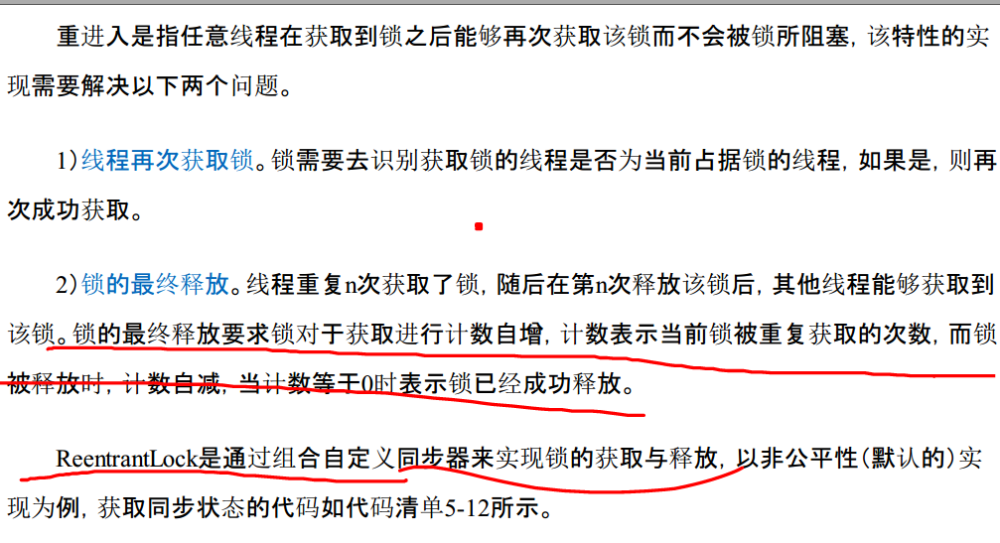 重进入是指任意线程在获取到锁之后能够再次获取该锁而不会被锁所阻塞，该特性的实
现需要解决以下两个问题。
1）线程再次获取锁。锁需要去识别获取锁的线程是否为当前占据锁的线程，如果是，则再
次成功获取。
2）锁的最终释放。线程重复n次获取了锁，随后在第n次释放该锁后，其他线程能够获取到
该锁。锁的最终释放要求锁对于获取进行计数自增，计数表示当前锁被重复获取的次数，而锁
被释放时，计数自减，当计数等于0时表示锁已经成功释放。
ReentrantLock是通过组合自定义同步器来实现锁的获取与释放，以非公平性（默认的）实
现为例，获取同步状态的代码如代码清单5-12所示。